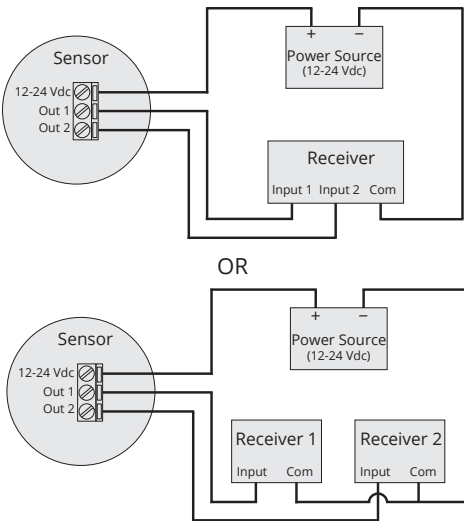 Sensor
12-24 Vdc
Out 1
Out 2
+ −
Power Source
(12-24 Vdc)
Receiver
Input 1 Input 2 Com
OR
Sensor
12-24 Vdc
Out 1
Out 2
+ −
Power Source
(12-24 Vdc)
Receiver 1
Input Com
Receiver 2
Input Com